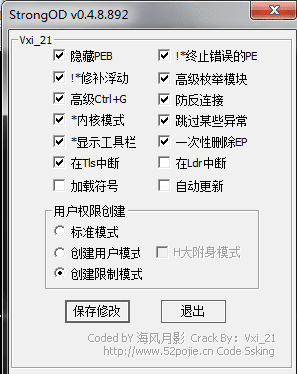 StrongOD v0.4.8.892
Vxi_21
隐藏PEB !*终止错误的PE
!*修补浮动 高级枚举模块
高级Ctrl+G 防反连接
*内核模式 跳过某些异常
*显示工具栏 一次性删除EP
在Tls中断 在Ldr中断
加载符号 自动更新
用户权限创建
标准模式
创建用户模式 H大附身模式
创建限制模式
保存修改 退出
Coded bY 海风月影 Crack By: Vxi_21
http://www.52pojie.cn Code Ssking